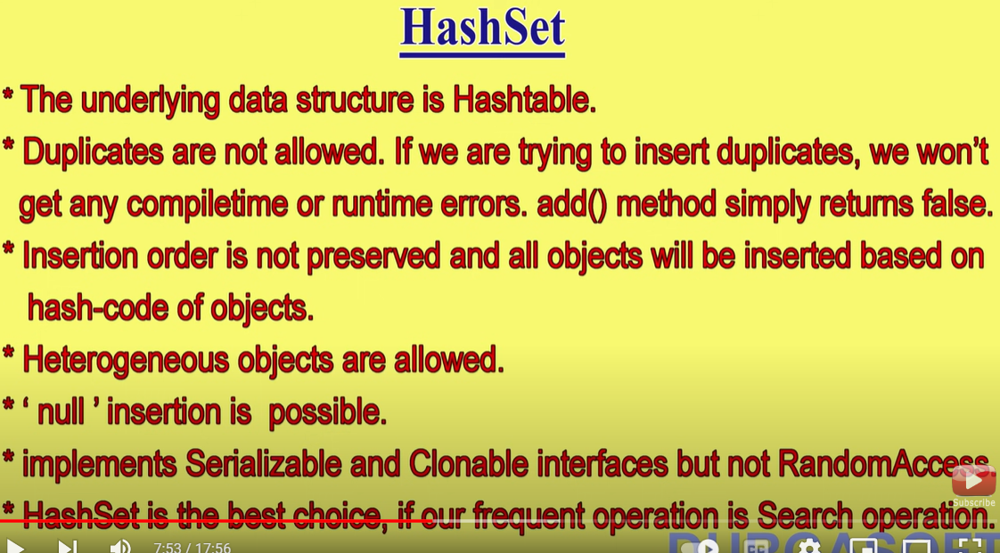 HashSet
* The underlying data structure is Hashtable.
* Duplicates are not allowed. If we are trying to insert duplicates, we won’t
get any compiletime or runtime errors. add() method simply returns false.
* Insertion order is not preserved and all objects will be inserted based on
hash-code of objects.
* Heterogeneous objects are allowed.
* ‘ null ’ insertion is possible.
* implements Serializable and Clonable interfaces but not RandomAccess.
Subscribe
* HashSet is the best choice, if our frequent operation is Search operation.
7:53 / 17:56
CC